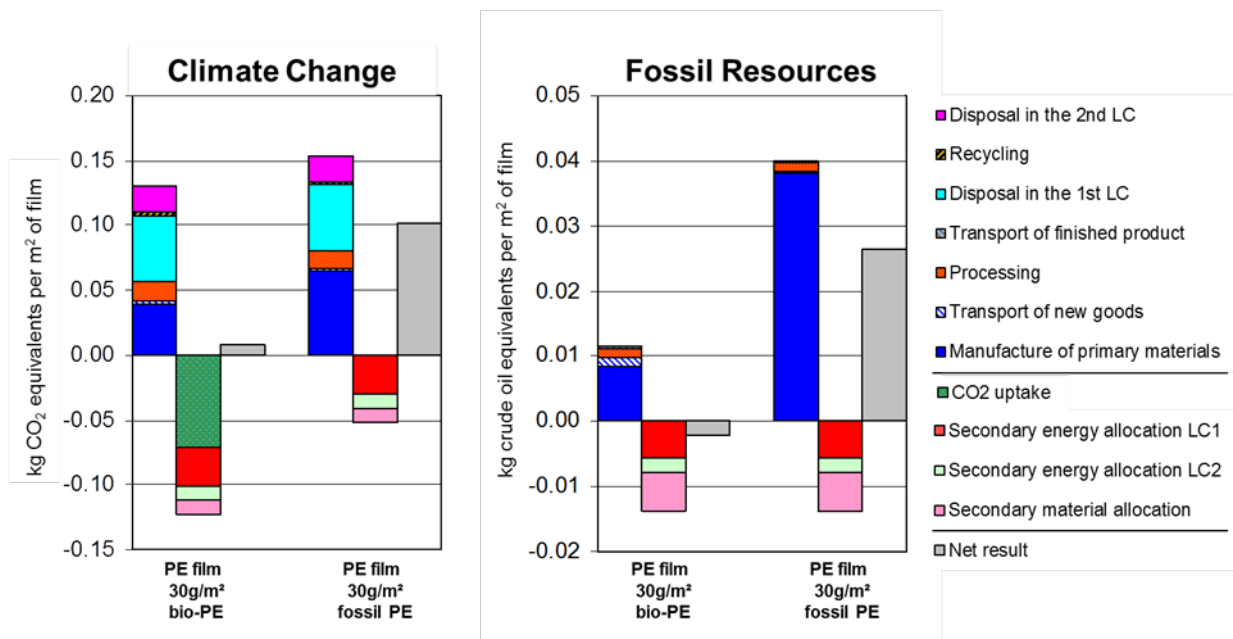 Climate Change
kg CO2 equivalents per m² of film
0.20
0.15
0.10
0.05
0.00
-0.05
-0.10
-0.15
PE film
30g/m²
bio-PE
PE film
30g/m²
fossil PE
Fossil Resources
kg crude oil equivalents per m² of film
0.05
0.04
0.03
0.02
0.01
0.00
-0.01
-0.02
PE film
30g/m²
bio-PE
PE film
30g/m²
fossil PE
Disposal in the 2nd LC
Recycling
Disposal in the 1st LC
Transport of finished product
Processing
Transport of new goods
Manufacture of primary materials
CO2 uptake
Secondary energy allocation LC1
Secondary energy allocation LC2
Secondary material allocation
Net result